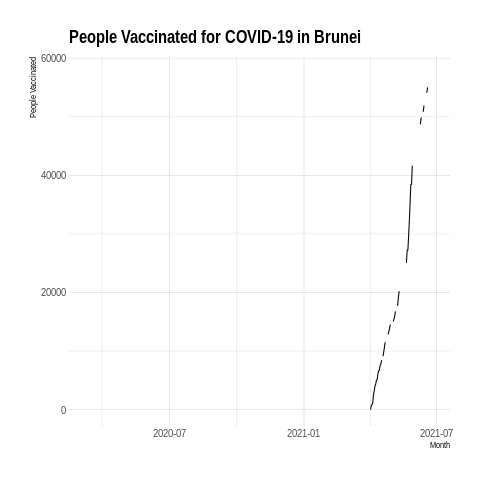 People Vaccinated for COVID-19 in Brunei
People Vaccinated
60000
40000
20000
0
2020-07
2021-01
2021-07
Month